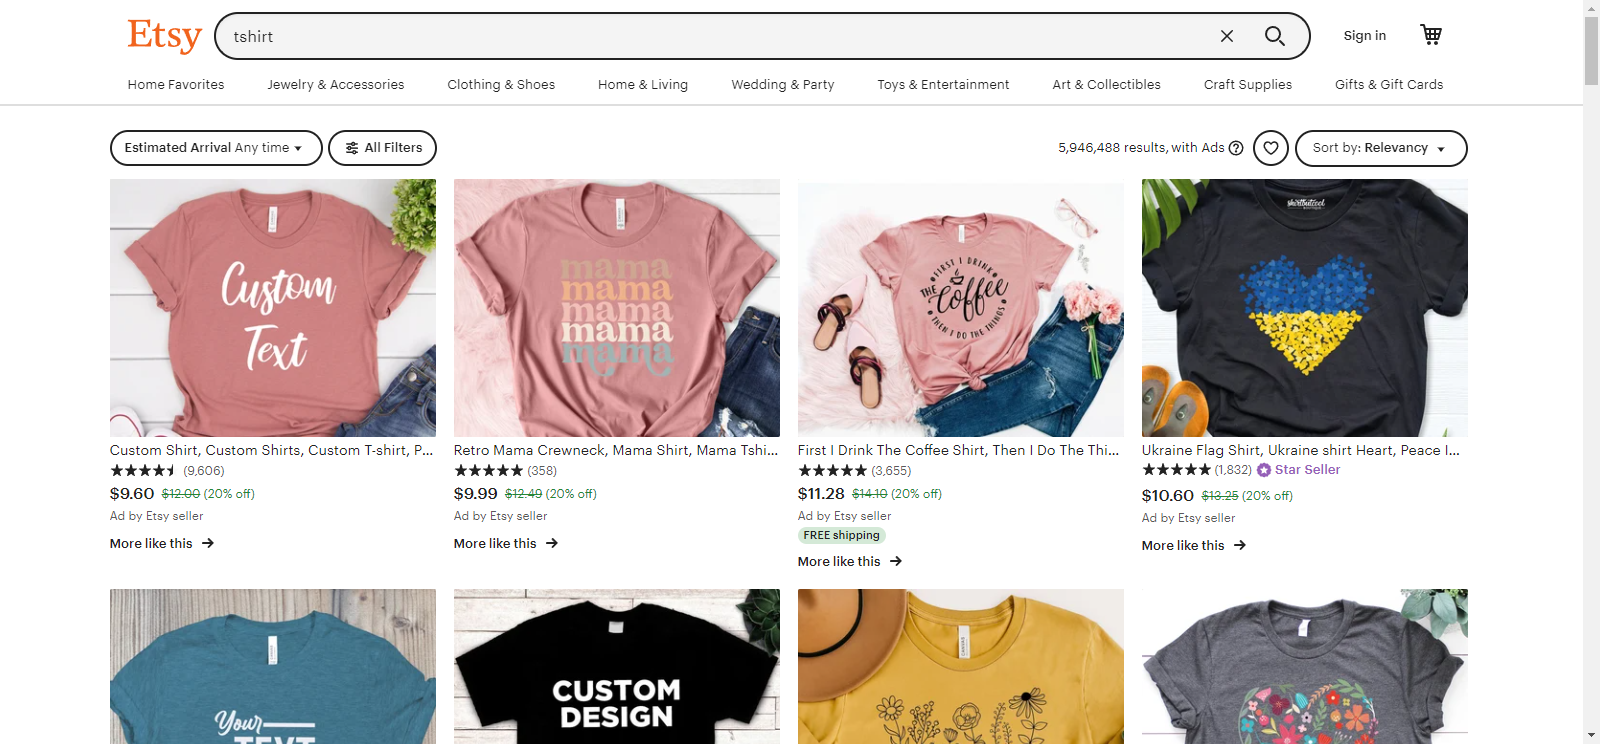 Etsy
tshirt
Sign in
Home Favorites
Jewelry & Accessories
Clothing & Shoes
Home & Living
Wedding & Party
Toys & Entertainment
Art & Collectibles
Craft Supplies
Gifts & Gift Cards
Estimated Arrival Any time
All Filters
5,946,488 results, with Ads
Sort by: Relevancy
Custom
Text
mama
mama
mama
mama
mama
FIRST I DRINK
THE Coffee
THEN I DO THE THINGS
shirtbutcool
Custom Shirt, Custom Shirts, Custom T-shirt, P...
(9,606)
$9.60 $12.00 (20% off)
Ad by Etsy seller
More like this
Retro Mama Crewneck, Mama Shirt, Mama Tshi...
(358)
$9.99 $12.49 (20% off)
Ad by Etsy seller
More like this
First I Drink The Coffee Shirt, Then I Do The Thi...
(3,655)
$11.28 $14.10 (20% off)
Ad by Etsy seller
FREE shipping
More like this
Ukraine Flag Shirt, Ukraine shirt Heart, Peace I...
(1,832) Star Seller
$10.60 $13.25 (20% off)
Ad by Etsy seller
More like this
Your
TEXT
CUSTOM
DESIGN
CANVAS